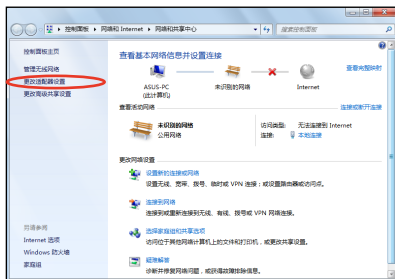 控制面板 ▸ 网络和 Internet ▸ 网络和共享中心
搜索控制面板
控制面板主页
管理无线网络
更改适配器设置
更改高级共享设置
另请参阅
Internet 选项
Windows 防火墙
家庭组
查看基本网络信息并设置连接
查看完整映射
ASUS-PC
(此计算机)
未识别的网络
Internet
查看活动网络
连接或断开连接
未识别的网络
公用网络
访问类型: 无法连接到 Internet
连接: 本地连接
更改网络设置
设置新的连接或网络
设置无线、宽带、拨号、临时或 VPN 连接；或设置路由器或访问点。
连接到网络
连接到或重新连接到无线、有线、拨号或 VPN 网络连接。
选择家庭组和共享选项
访问位于其他网络计算机上的文件和打印机，或更改共享设置。
疑难解答
诊断并修复网络问题，或获得故障排除信息。